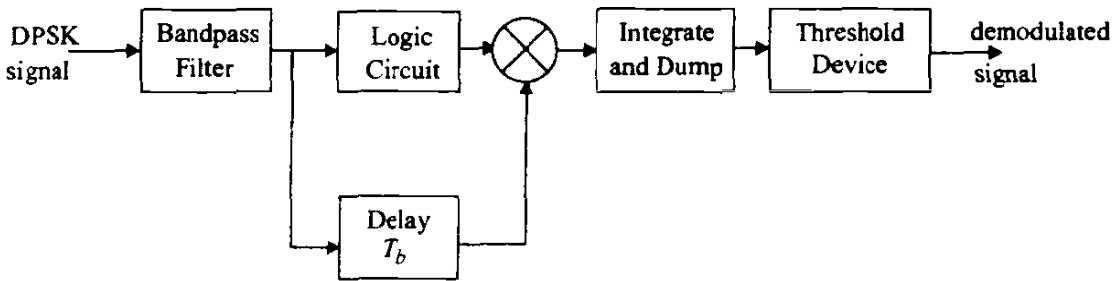 DPSK
signal
Bandpass
Filter
Logic
Circuit
Integrate
and Dump
Threshold
Device
demodulated
signal
Delay
T_b